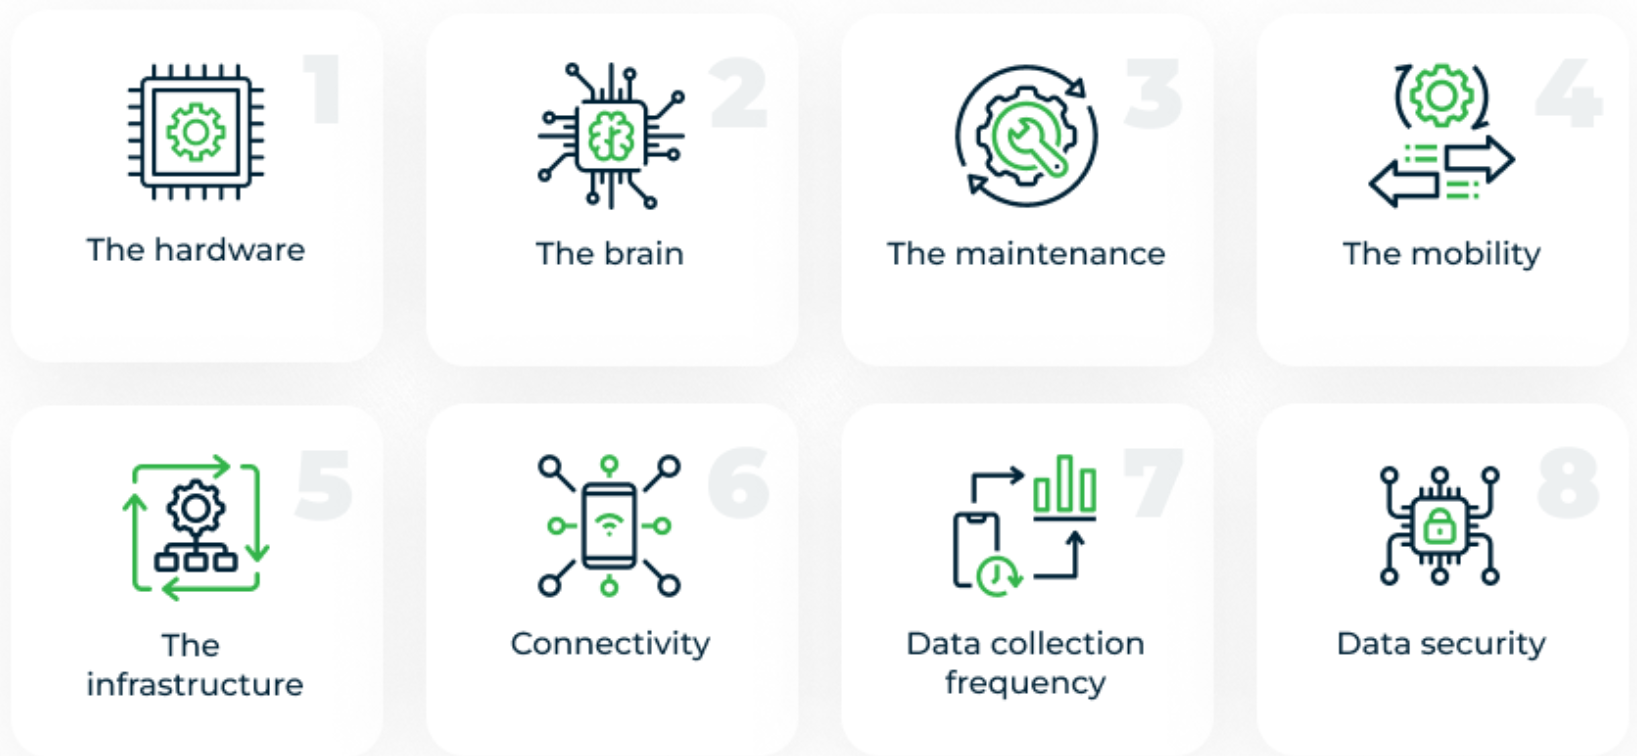 1
The hardware
2
The brain
3
The maintenance
4
The mobility
5
The
infrastructure
6
Connectivity
7
Data collection
frequency
8
Data security